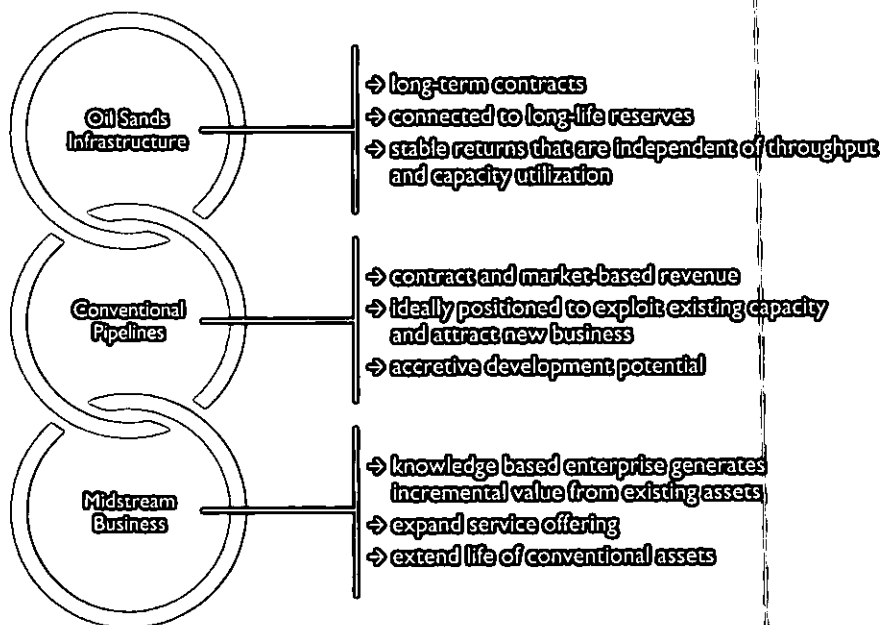 Oil Sands
Infrastructure
→ long-term contracts
→ connected to long-life reserves
→ stable returns that are independent of throughput
and capacity utilization
Conventional
Pipelines
→ contract and market-based revenue
→ ideally positioned to exploit existing capacity
and attract new business
→ accretive development potential
Midstream
Business
→ knowledge based enterprise generates
incremental value from existing assets
→ expand service offering
→ extend life of conventional assets